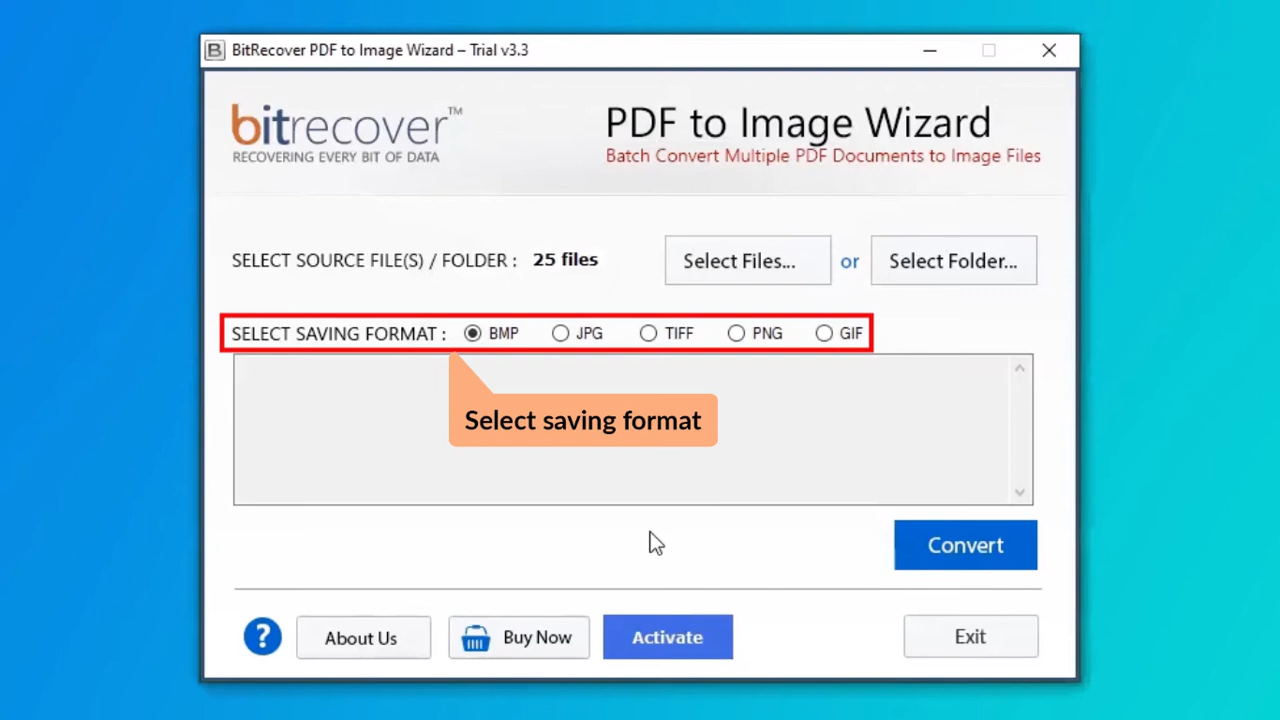 BitRecover PDF to Image Wizard – Trial v3.3
bitrecover™
RECOVERING EVERY BIT OF DATA
PDF to Image Wizard
Batch Convert Multiple PDF Documents to Image Files
SELECT SOURCE FILE(S) / FOLDER : 25 files Select Files... or Select Folder...
SELECT SAVING FORMAT : BMP JPG TIFF PNG GIF
Select saving format
Convert
? About Us Buy Now Activate Exit